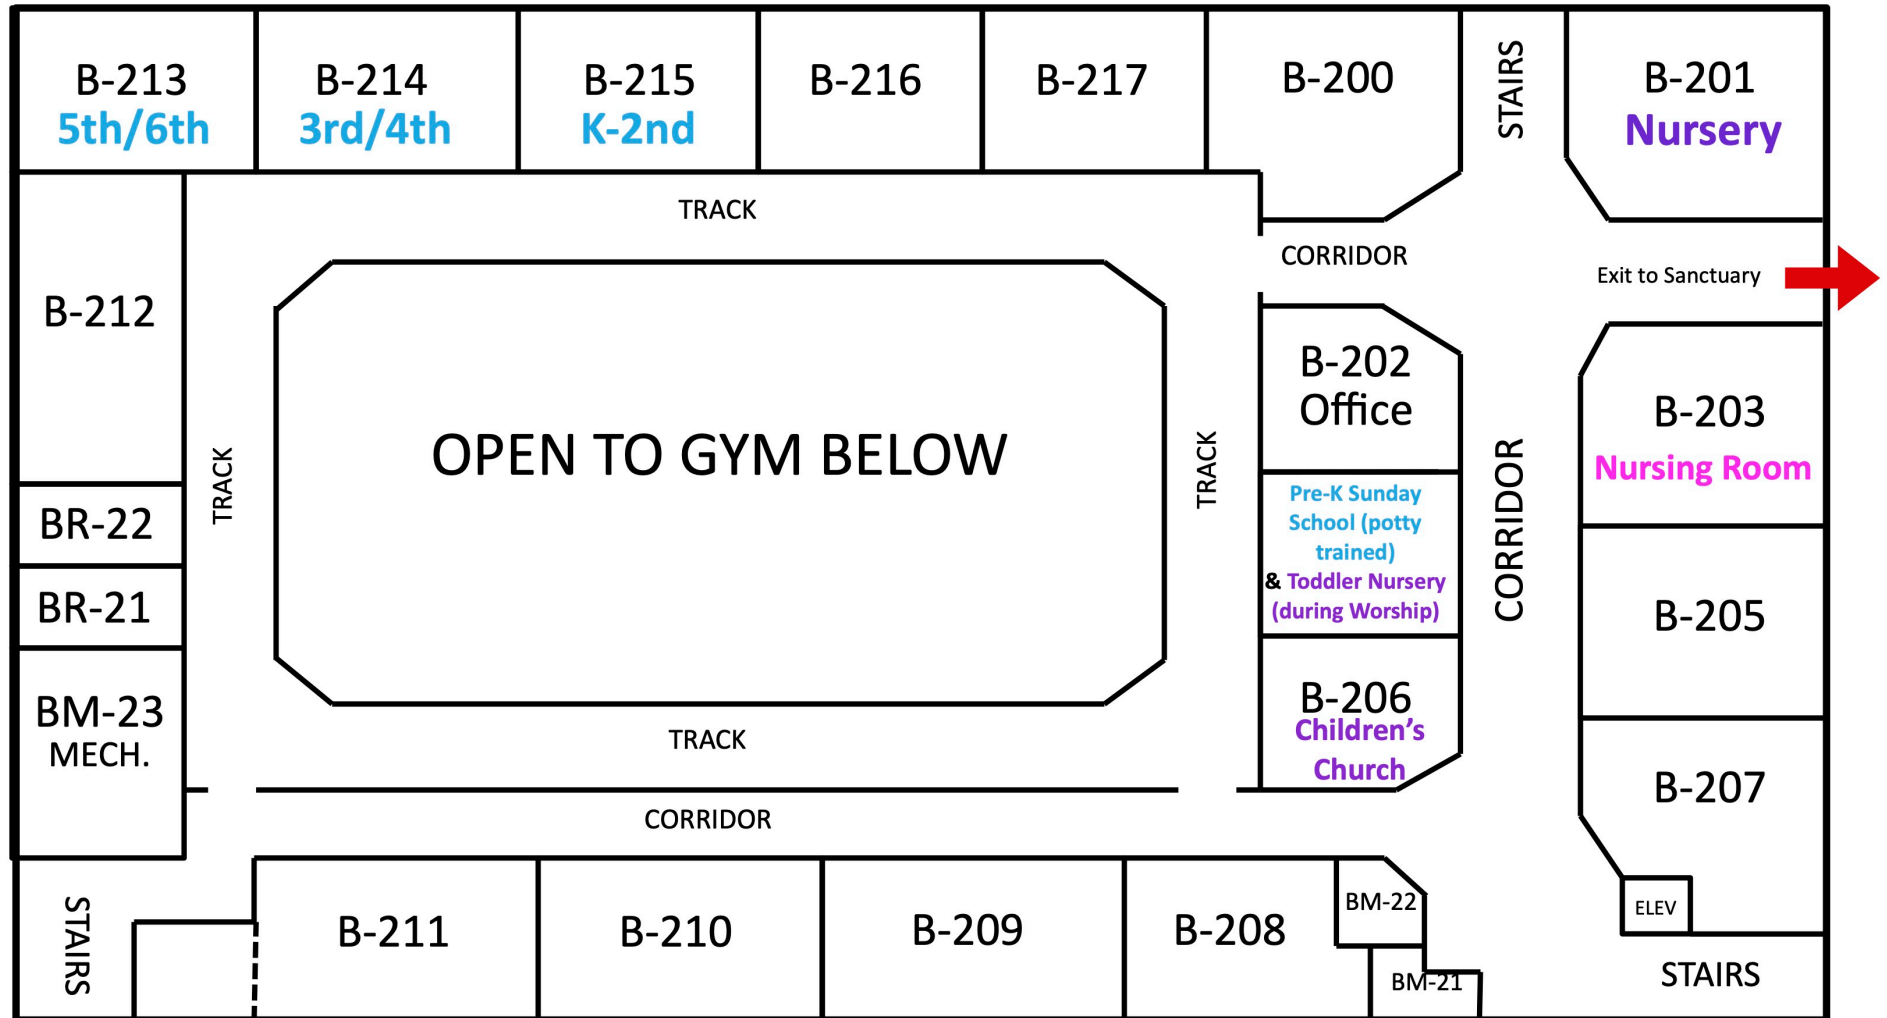 B-213
5th/6th
B-214
3rd/4th
B-215
K-2nd
B-216
B-217
B-200
STAIRS
B-201
Nursery
TRACK
CORRIDOR
Exit to Sanctuary
B-212
B-202
Office
B-203
Nursing Room
OPEN TO GYM BELOW
TRACK
TRACK
CORRIDOR
Pre-K Sunday
School (potty
trained)
& Toddler Nursery
(during Worship)
BR-22
BR-21
B-205
BM-23
MECH.
B-206
Children's
Church
TRACK
B-207
CORRIDOR
STAIRS
B-211
B-210
B-209
B-208
BM-22
BM-21
ELEV
STAIRS